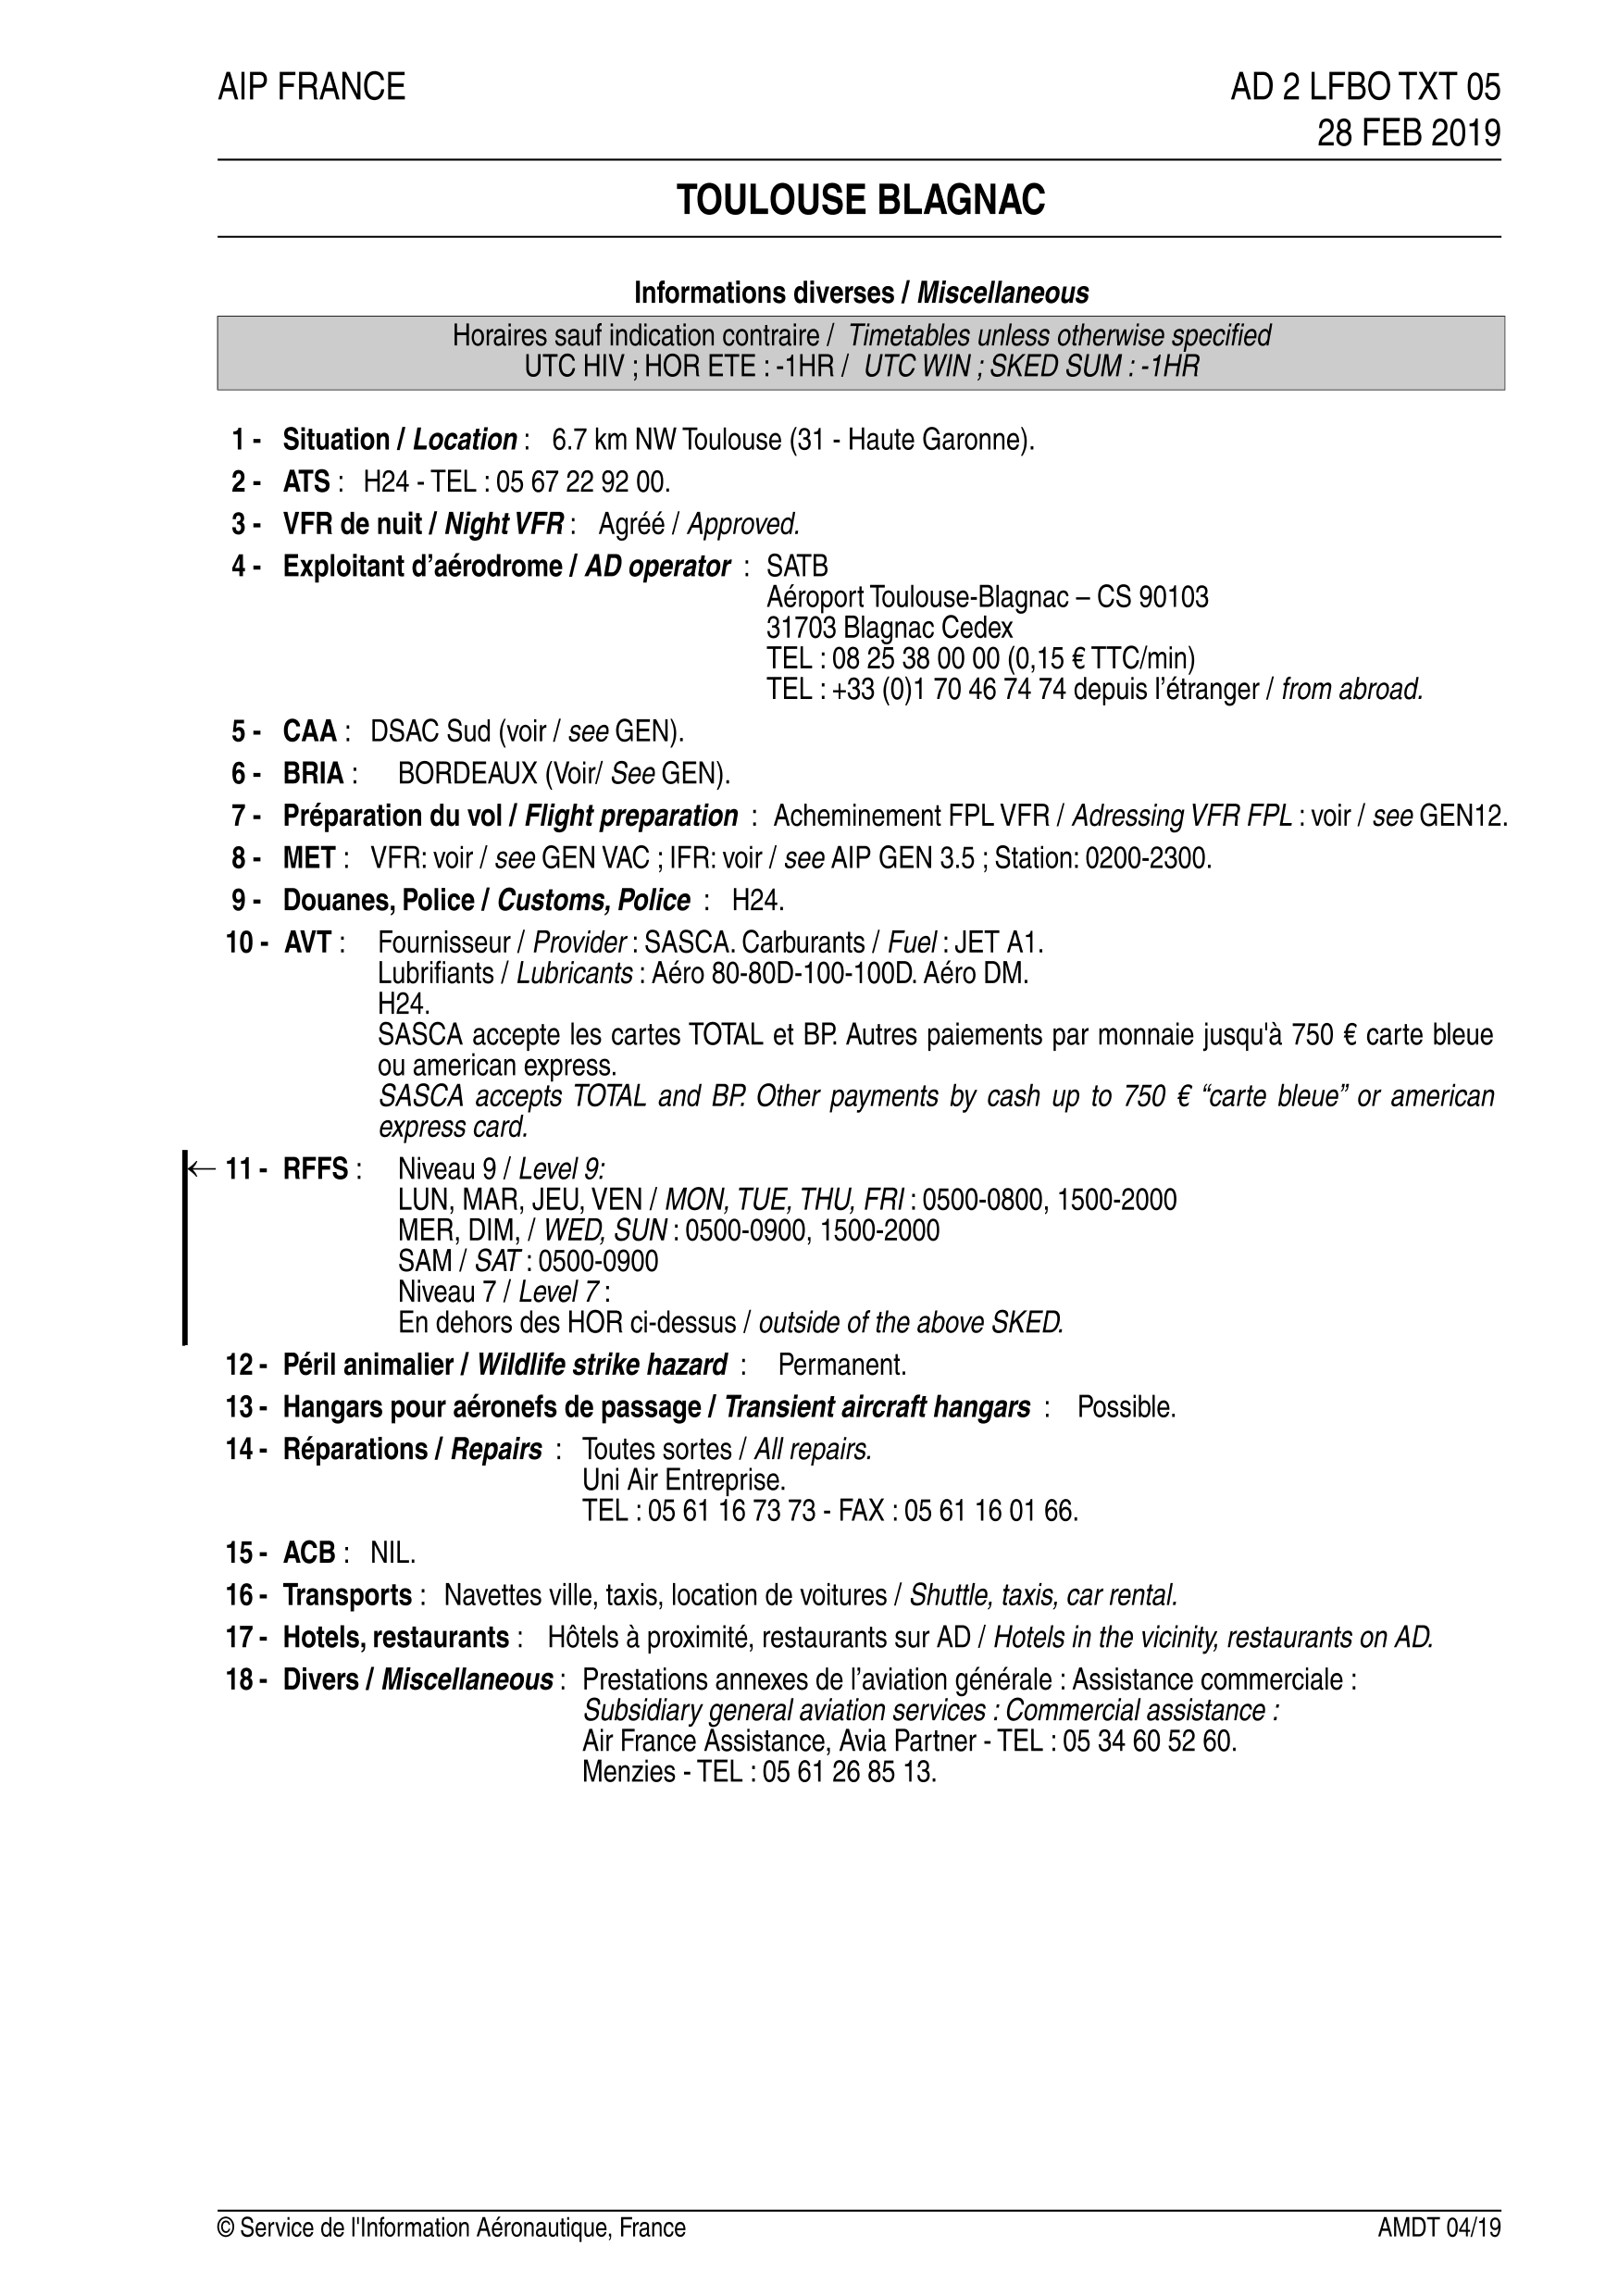 AIP FRANCE
AD 2 LFBO TXT 05
28 FEB 2019
TOULOUSE BLAGNAC
Informations diverses / Miscellaneous
Horaires sauf indication contraire / Timetables unless otherwise specified
UTC HIV ; HOR ETE : -1HR / UTC WIN ; SKED SUM : -1HR
1 - Situation / Location : 6.7 km NW Toulouse (31 - Haute Garonne).
2 - ATS : H24 - TEL : 05 67 22 92 00.
3 - VFR de nuit / Night VFR : Agréé / Approved.
4 - Exploitant d’aérodrome / AD operator : SATB
Aéroport Toulouse-Blagnac – CS 90103
31703 Blagnac Cedex
TEL : 08 25 38 00 00 (0,15 € TTC/min)
TEL : +33 (0)1 70 46 74 74 depuis l’étranger / from abroad.
5 - CAA : DSAC Sud (voir / see GEN).
6 - BRIA : BORDEAUX (Voir/ See GEN).
7 - Préparation du vol / Flight preparation : Acheminement FPL VFR / Adressing VFR FPL : voir / see GEN12.
8 - MET : VFR: voir / see GEN VAC ; IFR: voir / see AIP GEN 3.5 ; Station: 0200-2300.
9 - Douanes, Police / Customs, Police : H24.
10 - AVT : Fournisseur / Provider : SASCA. Carburants / Fuel : JET A1.
Lubrifiants / Lubricants : Aéro 80-80D-100-100D. Aéro DM.
H24.
SASCA accepte les cartes TOTAL et BP. Autres paiements par monnaie jusqu'à 750 € carte bleue
ou american express.
SASCA accepts TOTAL and BP. Other payments by cash up to 750 € “carte bleue” or american
express card.
← 11 - RFFS : Niveau 9 / Level 9:
LUN, MAR, JEU, VEN / MON, TUE, THU, FRI : 0500-0800, 1500-2000
MER, DIM, / WED, SUN : 0500-0900, 1500-2000
SAM / SAT : 0500-0900
Niveau 7 / Level 7 :
En dehors des HOR ci-dessus / outside of the above SKED.
12 - Péril animalier / Wildlife strike hazard : Permanent.
13 - Hangars pour aéronefs de passage / Transient aircraft hangars : Possible.
14 - Réparations / Repairs : Toutes sortes / All repairs.
Uni Air Entreprise.
TEL : 05 61 16 73 73 - FAX : 05 61 16 01 66.
15 - ACB : NIL.
16 - Transports : Navettes ville, taxis, location de voitures / Shuttle, taxis, car rental.
17 - Hotels, restaurants : Hôtels à proximité, restaurants sur AD / Hotels in the vicinity, restaurants on AD.
18 - Divers / Miscellaneous : Prestations annexes de l’aviation générale : Assistance commerciale :
Subsidiary general aviation services : Commercial assistance :
Air France Assistance, Avia Partner - TEL : 05 34 60 52 60.
Menzies - TEL : 05 61 26 85 13.
© Service de l'Information Aéronautique, France
AMDT 04/19